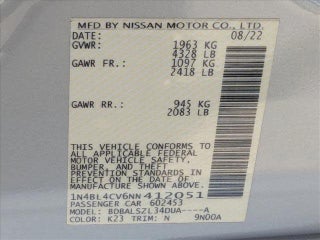 MFD BY NISSAN MOTOR CO., LTD.
DATE: 08/22
GVWR: 1963 KG
4328 LB
GAWR FR.: 1097 KG
2418 LB
GAWR RR.: 945 KG
2083 LB
THIS VEHICLE CONFORMS TO ALL
APPLICABLE FEDERAL
MOTOR VEHICLE SAFETY,
BUMPER, AND THEFT
PREVENTION STANDARDS
IN EFFECT ON THE DATE OF
MANUFACTURE SHOWN ABOVE.
1N4BL4CV6NN412051
PASSENGER CAR 602453
MODEL: BDBALSZL34DUA----A
COLOR: K23 TRIM: N 9N00A